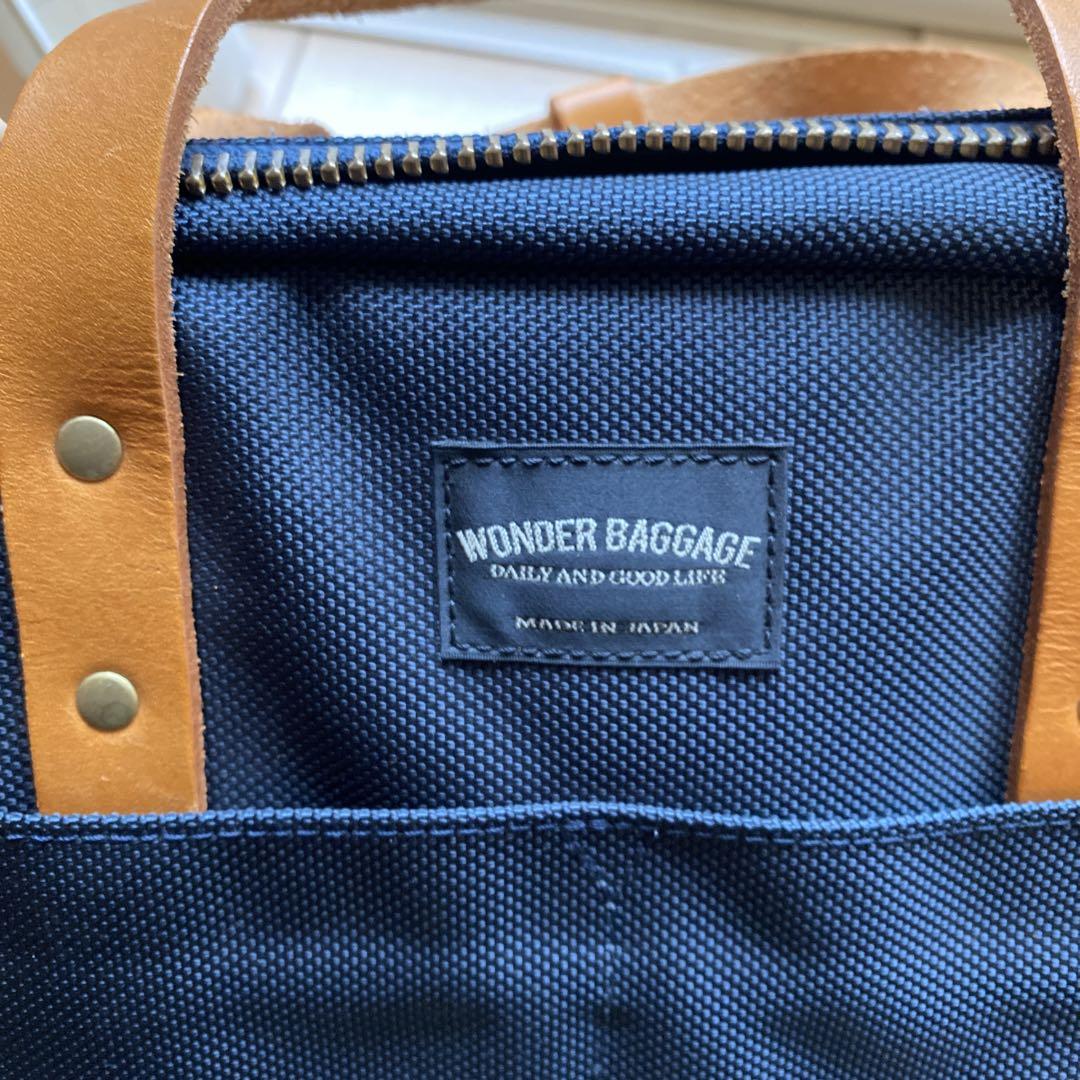 WONDER BAGGAGE
DAILY AND GOOD LIFE
MADE IN JAPAN